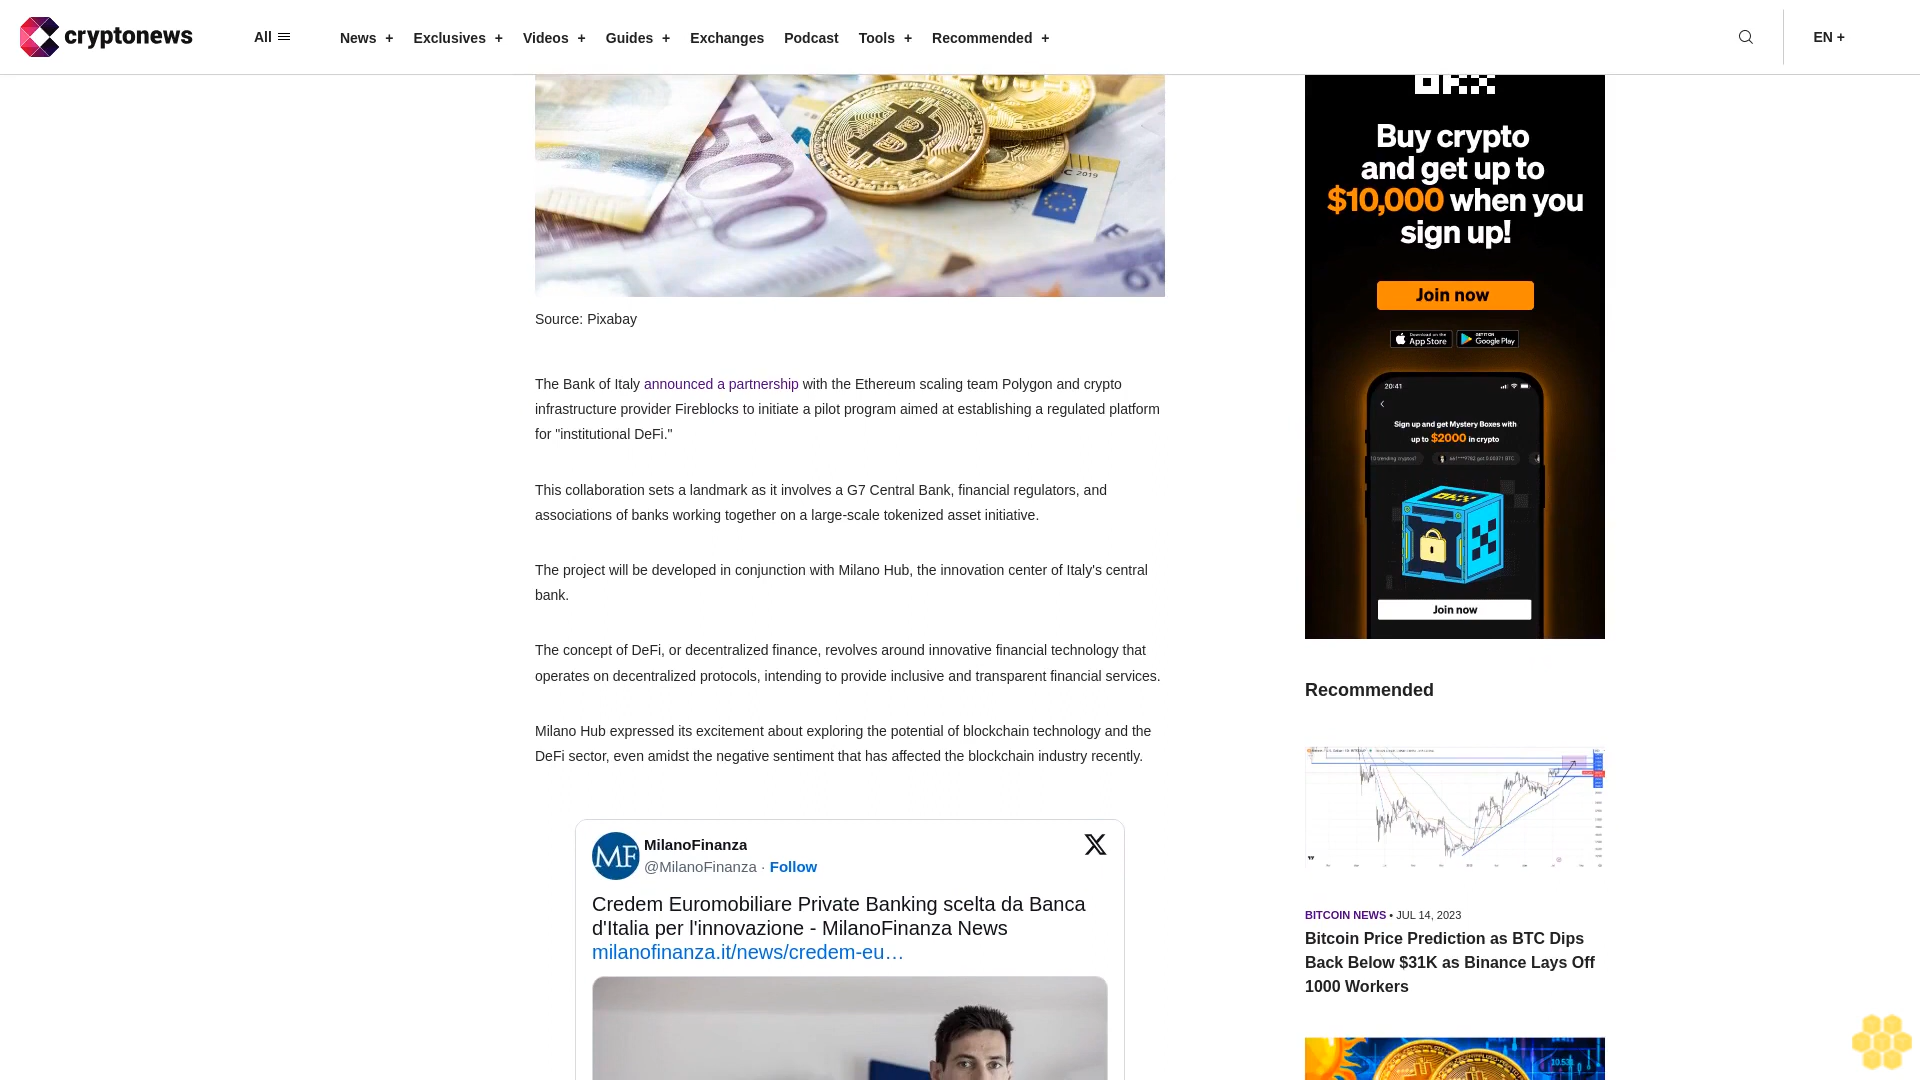 cryptonews
All
News +
Exclusives +
Videos +
Guides +
Exchanges
Podcast
Tools +
Recommended +
EN +
Source: Pixabay
The Bank of Italy announced a partnership with the Ethereum scaling team Polygon and crypto
infrastructure provider Fireblocks to initiate a pilot program aimed at establishing a regulated platform
for "institutional DeFi."
This collaboration sets a landmark as it involves a G7 Central Bank, financial regulators, and
associations of banks working together on a large-scale tokenized asset initiative.
The project will be developed in conjunction with Milano Hub, the innovation center of Italy's central
bank.
The concept of DeFi, or decentralized finance, revolves around innovative financial technology that
operates on decentralized protocols, intending to provide inclusive and transparent financial services.
Milano Hub expressed its excitement about exploring the potential of blockchain technology and the
DeFi sector, even amidst the negative sentiment that has affected the blockchain industry recently.
MF
MilanoFinanza
@MilanoFinanza · Follow
Credem Euromobiliare Private Banking scelta da Banca
d'Italia per l'innovazione - MilanoFinanza News
milanofinanza.it/news/credem-eu…
Buy crypto
and get up to
$10,000 when you
sign up!
Join now
Download on the
App Store
GET IT ON
Google Play
20:41
Sign up and get Mystery Boxes with
up to $2000 in crypto
Join now
Recommended
BITCOIN NEWS • JUL 14, 2023
Bitcoin Price Prediction as BTC Dips
Back Below $31K as Binance Lays Off
1000 Workers